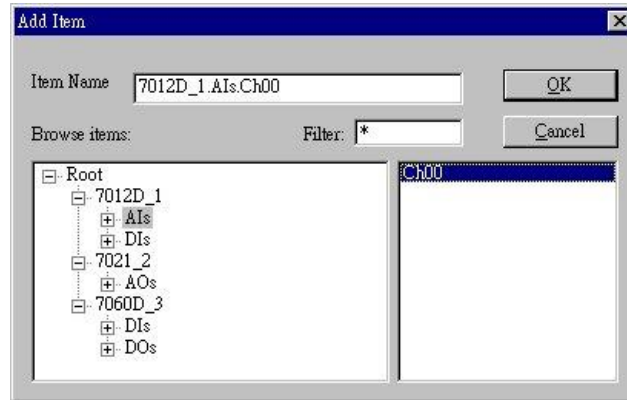 Add Item
Item Name 7012D_1.AIs.Ch00 OK
Browse items: Filter: * Cancel
Root
7012D_1
AIs
DIs
7021_2
AOs
7060D_3
DIs
DOs
Ch00